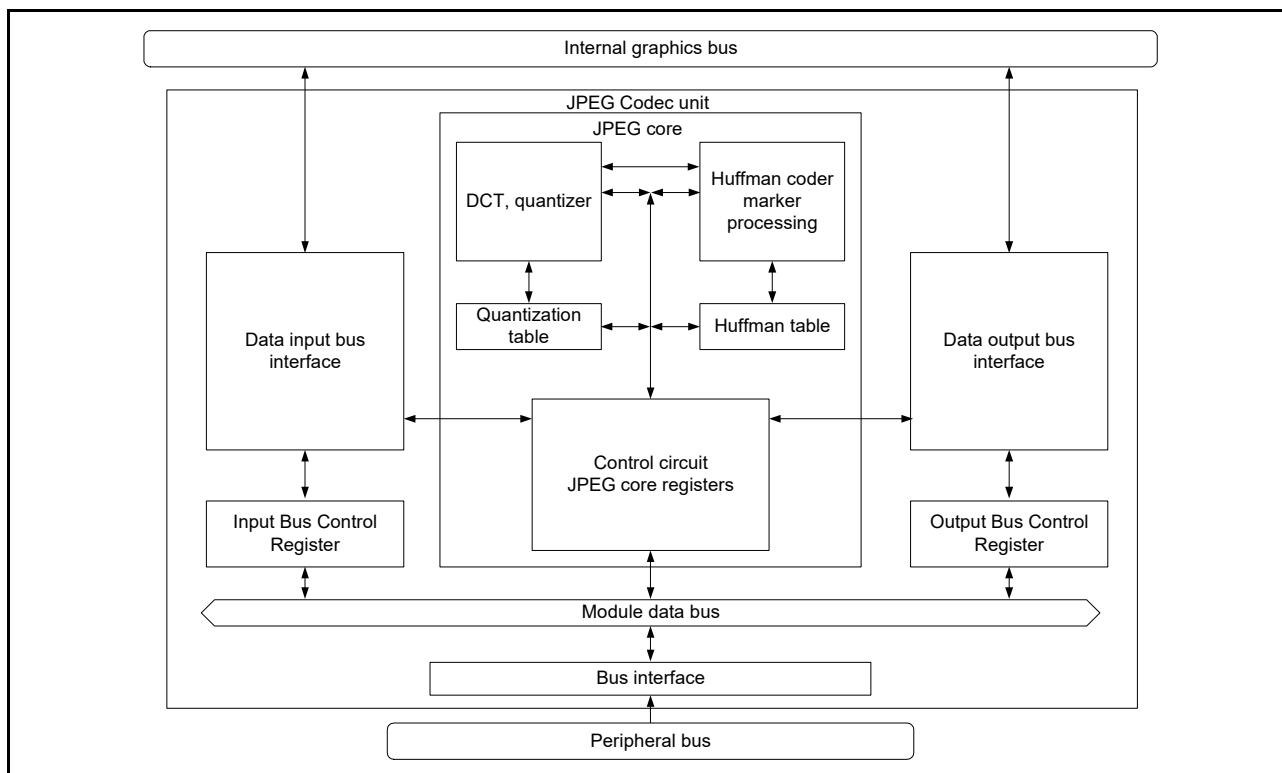 Internal graphics bus
JPEG Codec unit
JPEG core
DCT, quantizer
Huffman coder
marker
processing
Quantization
table
Huffman table
Data input bus
interface
Data output bus
interface
Control circuit
JPEG core registers
Input Bus Control
Register
Output Bus Control
Register
Module data bus
Bus interface
Peripheral bus